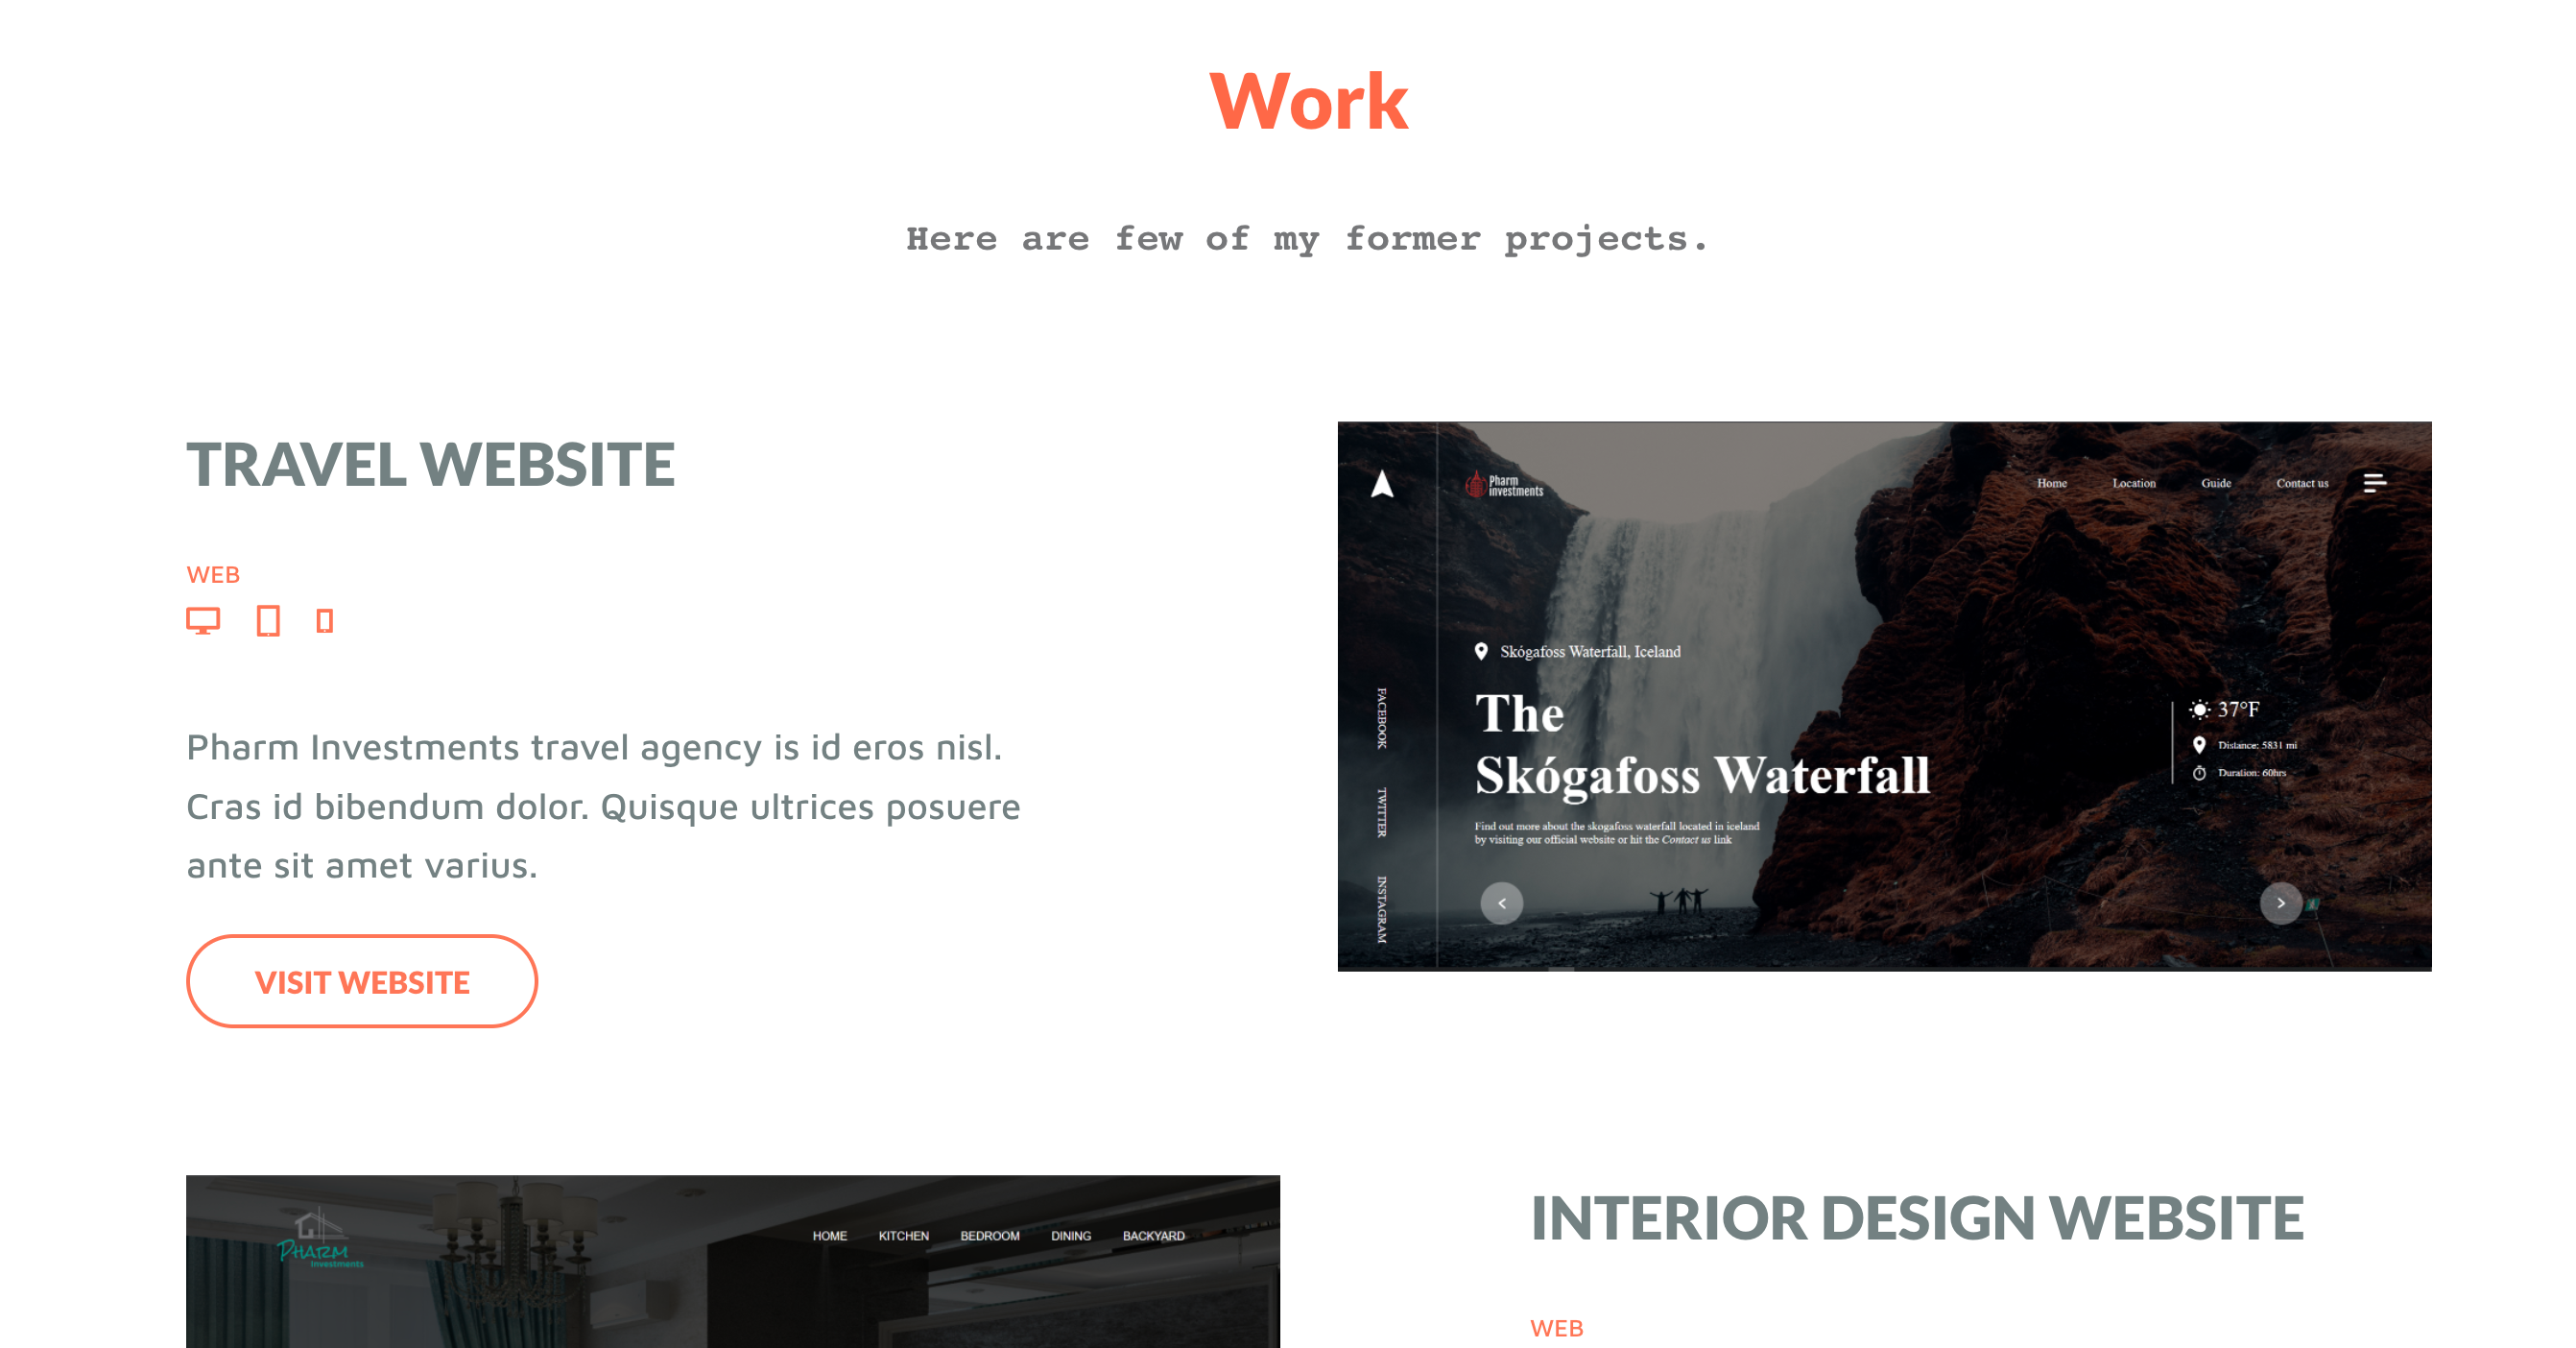 Work
Here are few of my former projects.
TRAVEL WEBSITE
WEB
Pharm Investments travel agency is id eros nisl.
Cras id bibendum dolor. Quisque ultrices posuere
ante sit amet varius.
VISIT WEBSITE
Pharm
investments
Home Location Guide Contact us
Skógafoss Waterfall, Iceland
The
Skógafoss Waterfall
Find out more about the skogafoss waterfall located in iceland
by visiting our official website or hit the Contact us link
FACEBOOK
TWITTER
INSTAGRAM
37°F
Distance: 5831 mi
Duration: 60hrs
PHARM
Investments
HOME KITCHEN BEDROOM DINING BACKYARD
INTERIOR DESIGN WEBSITE
WEB